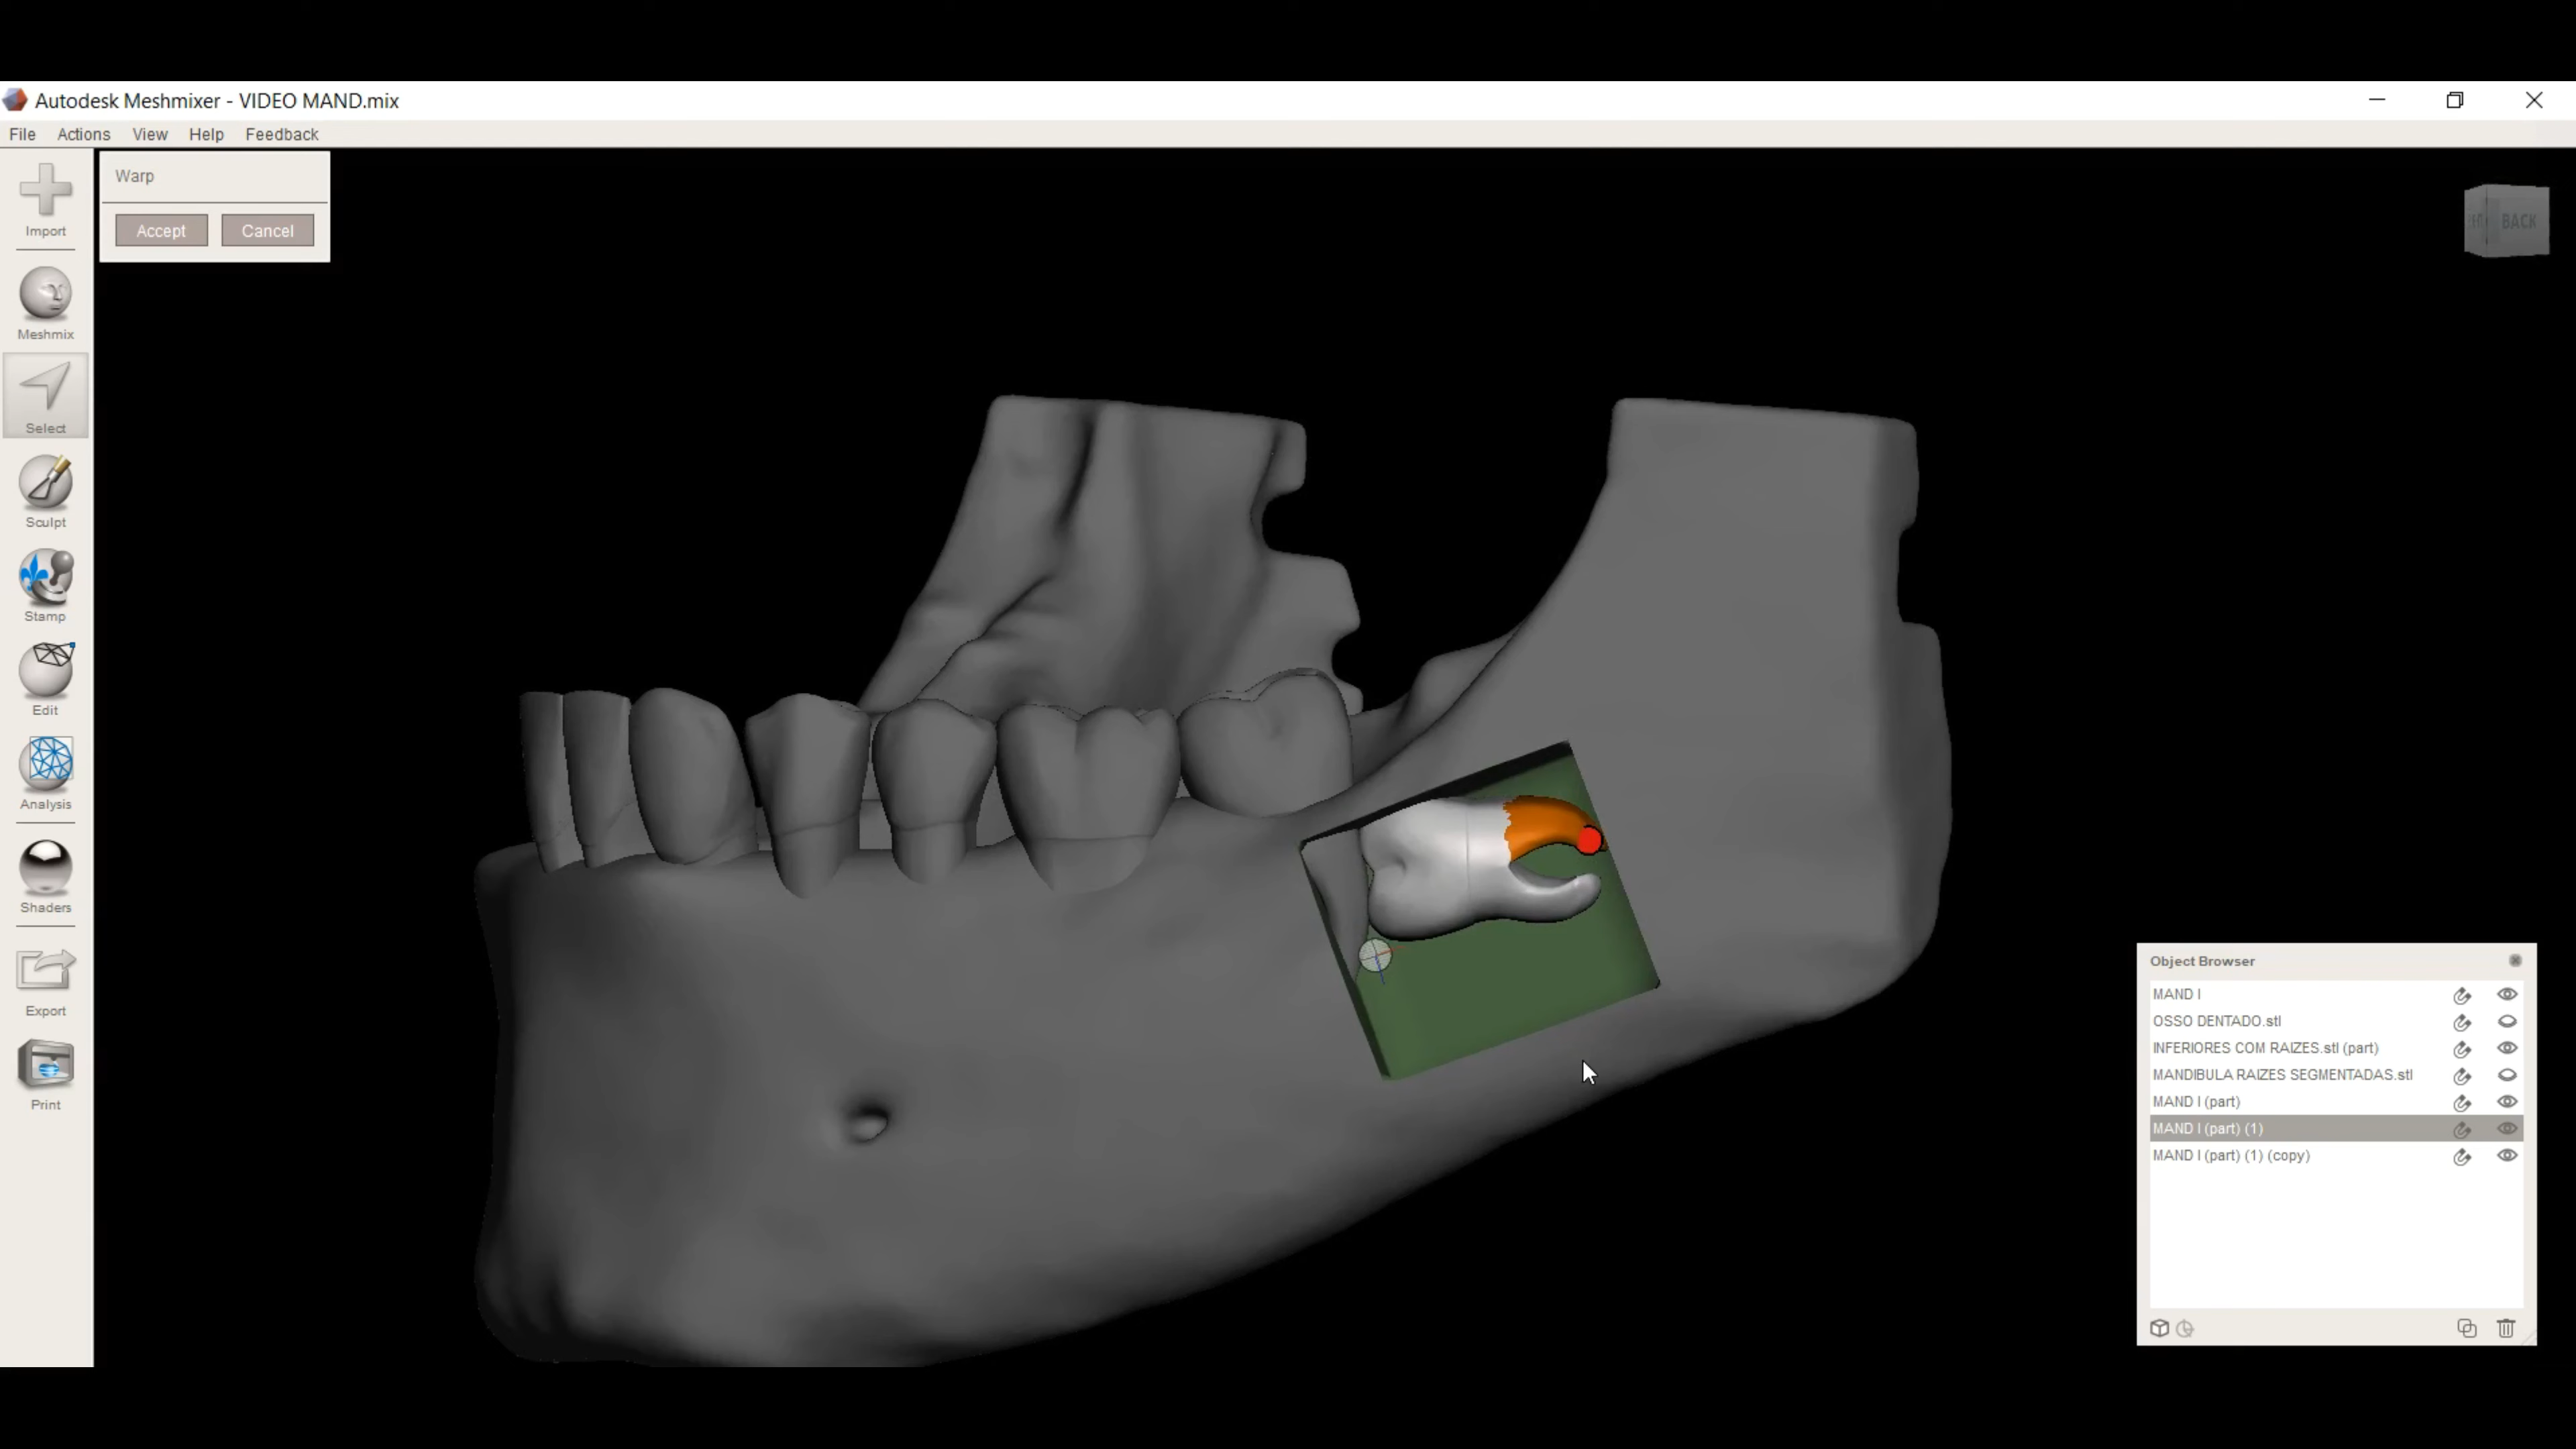 Autodesk Meshmixer - VIDEO MAND.mix
File Actions View Help Feedback
Warp
Accept Cancel
Import
Meshmix
Select
Sculpt
Stamp
Edit
Analysis
Shaders
Export
Print
BACK
Object Browser
MAND I
OSSO DENTADO.stl
INFERIORES COM RAIZES.stl (part)
MANDIBULA RAIZES SEGMENTADAS.stl
MAND I (part)
MAND I (part) (1)
MAND I (part) (1) (copy)